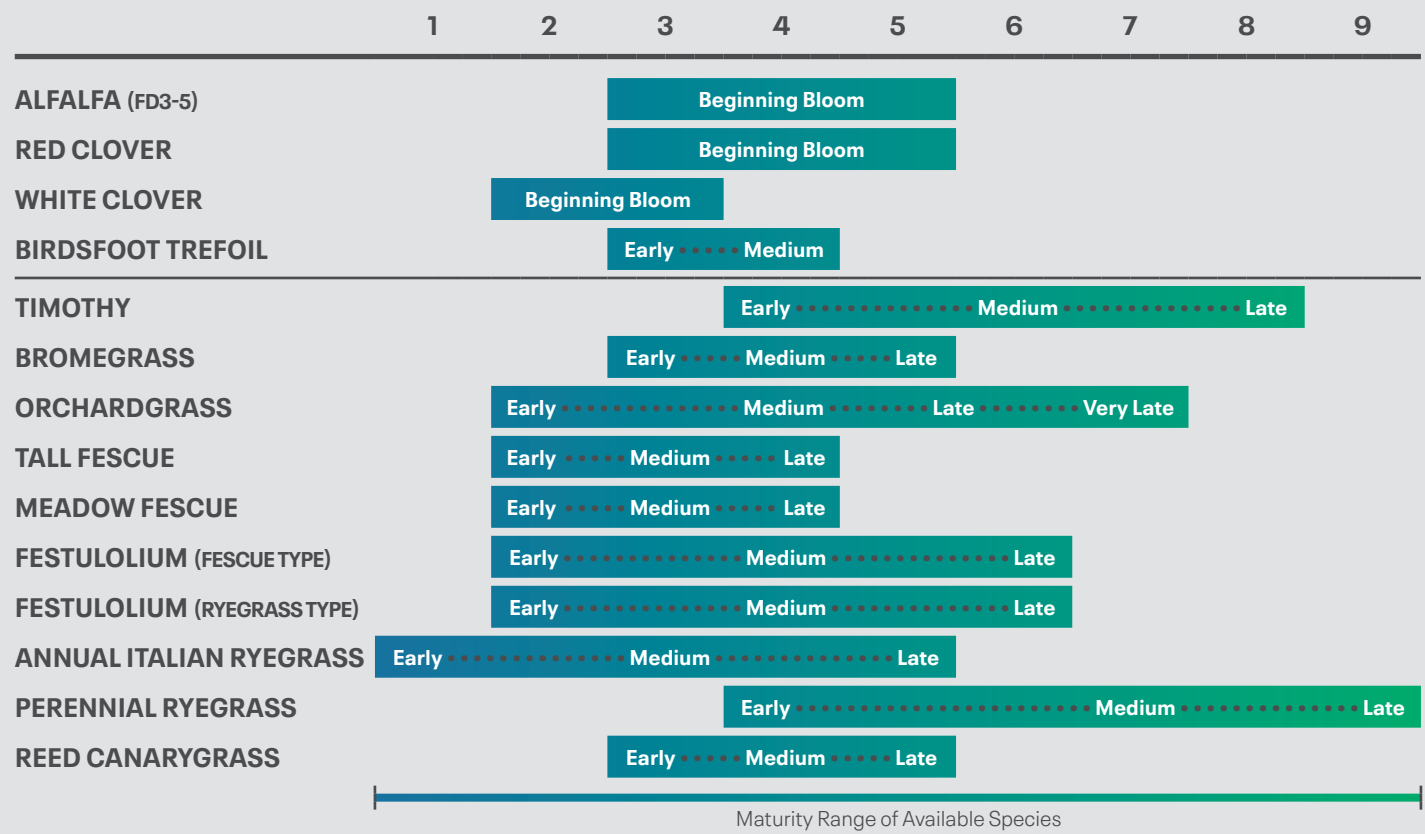 1 2 3 4 5 6 7 8 9
ALFALFA (FD3-5) Beginning Bloom
RED CLOVER Beginning Bloom
WHITE CLOVER Beginning Bloom
BIRDSFOOT TREFOIL Early Medium
TIMOTHY Early Medium Late
BROMEGRASS Early Medium Late
ORCHARDGRASS Early Medium Late Very Late
TALL FESCUE Early Medium Late
MEADOW FESCUE Early Medium Late
FESTULOLIUM (FESCUE TYPE) Early Medium Late
FESTULOLIUM (RYEGRASS TYPE) Early Medium Late
ANNUAL ITALIAN RYEGRASS Early Medium Late
PERENNIAL RYEGRASS Early Medium Late
REED CANARYGRASS Early Medium Late
Maturity Range of Available Species